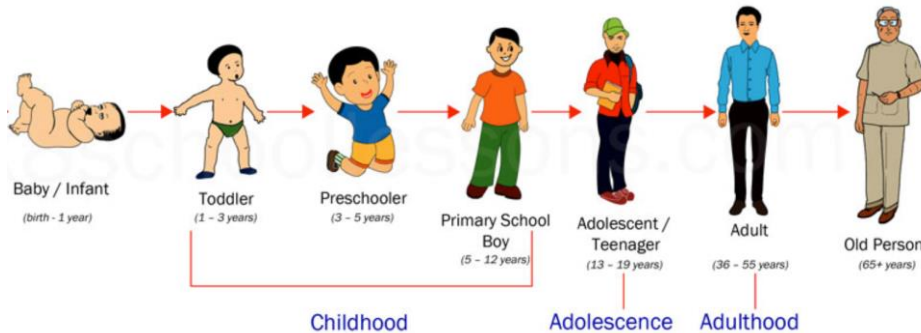 Baby / Infant
(birth - 1 year)
Toddler
(1 – 3 years)
Preschooler
(3 – 5 years)
Primary School
Boy
(5 – 12 years)
Adolescent /
Teenager
(13 – 19 years)
Adult
(36 – 55 years)
Old Person
(65+ years)
Childhood
Adolescence
Adulthood